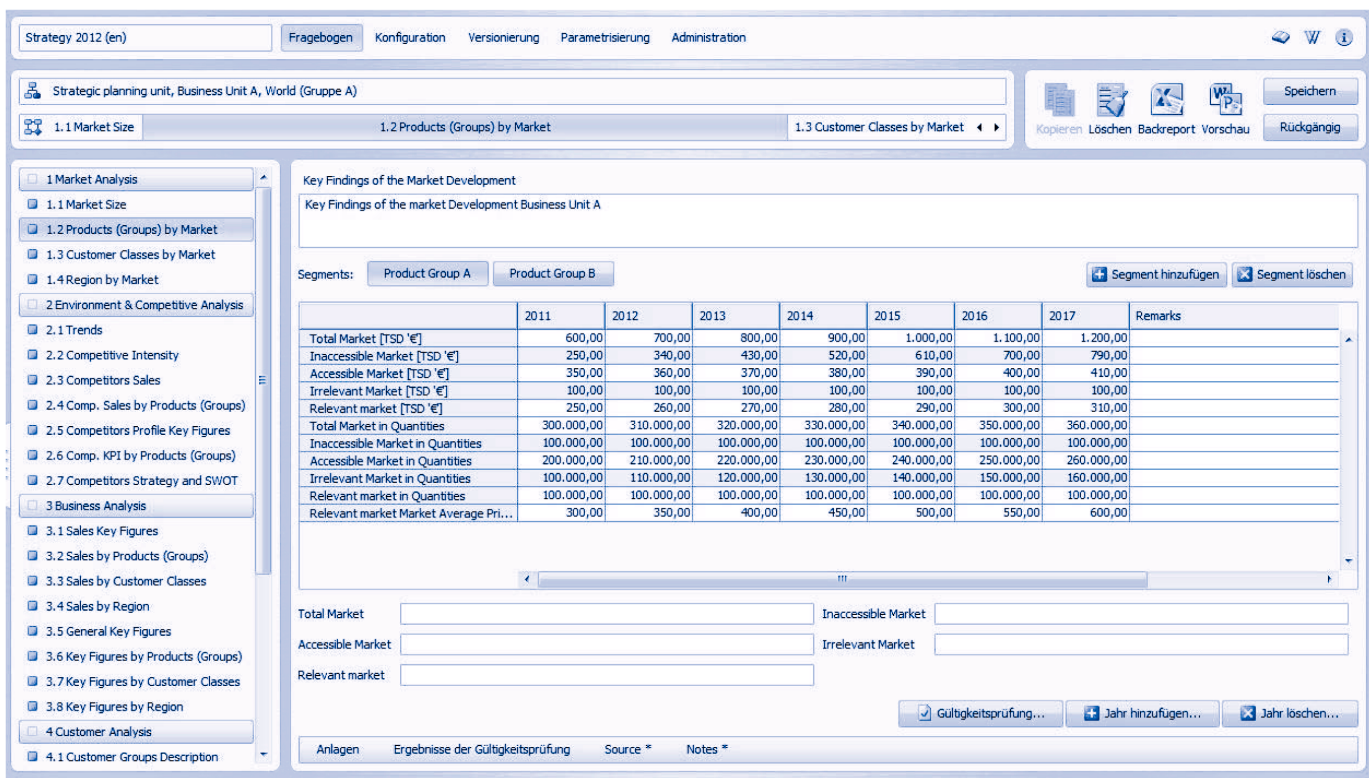 Strategy 2012 (en) Fragebogen Konfiguration Versionierung Parametrisierung Administration W i
Strategic planning unit, Business Unit A, World (Gruppe A)
1.1 Market Size 1.2 Products (Groups) by Market 1.3 Customer Classes by Market
Kopieren Löschen Backreport Vorschau
Speichern
Rückgängig
1 Market Analysis
1.1 Market Size
1.2 Products (Groups) by Market
1.3 Customer Classes by Market
1.4 Region by Market
2 Environment & Competitive Analysis
2.1 Trends
2.2 Competitive Intensity
2.3 Competitors Sales
2.4 Comp. Sales by Products (Groups)
2.5 Competitors Profile Key Figures
2.6 Comp. KPI by Products (Groups)
2.7 Competitors Strategy and SWOT
3 Business Analysis
3.1 Sales Key Figures
3.2 Sales by Products (Groups)
3.3 Sales by Customer Classes
3.4 Sales by Region
3.5 General Key Figures
3.6 Key Figures by Products (Groups)
3.7 Key Figures by Customer Classes
3.8 Key Figures by Region
4 Customer Analysis
4.1 Customer Groups Description
Key Findings of the Market Development
Key Findings of the market Development Business Unit A
Segments: Product Group A Product Group B Segment hinzufügen Segment löschen
2011 2012 2013 2014 2015 2016 2017 Remarks
Total Market [TSD '€'] 600,00 700,00 800,00 900,00 1.000,00 1.100,00 1.200,00
Inaccessible Market [TSD '€'] 250,00 340,00 430,00 520,00 610,00 700,00 790,00
Accessible Market [TSD '€'] 350,00 360,00 370,00 380,00 390,00 400,00 410,00
Irrelevant Market [TSD '€'] 100,00 100,00 100,00 100,00 100,00 100,00 100,00
Relevant market [TSD '€'] 250,00 260,00 270,00 280,00 290,00 300,00 310,00
Total Market in Quantities 300.000,00 310.000,00 320.000,00 330.000,00 340.000,00 350.000,00 360.000,00
Inaccessible Market in Quantities 100.000,00 100.000,00 100.000,00 100.000,00 100.000,00 100.000,00 100.000,00
Accessible Market in Quantities 200.000,00 210.000,00 220.000,00 230.000,00 240.000,00 250.000,00 260.000,00
Irrelevant Market in Quantities 100.000,00 110.000,00 120.000,00 130.000,00 140.000,00 150.000,00 160.000,00
Relevant market in Quantities 100.000,00 100.000,00 100.000,00 100.000,00 100.000,00 100.000,00 100.000,00
Relevant market Market Average Pri... 300,00 350,00 400,00 450,00 500,00 550,00 600,00
Total Market Inaccessible Market
Accessible Market Irrelevant Market
Relevant market
Gültigkeitsprüfung... Jahr hinzufügen... Jahr löschen...
Anlagen Ergebnisse der Gültigkeitsprüfung Source * Notes *